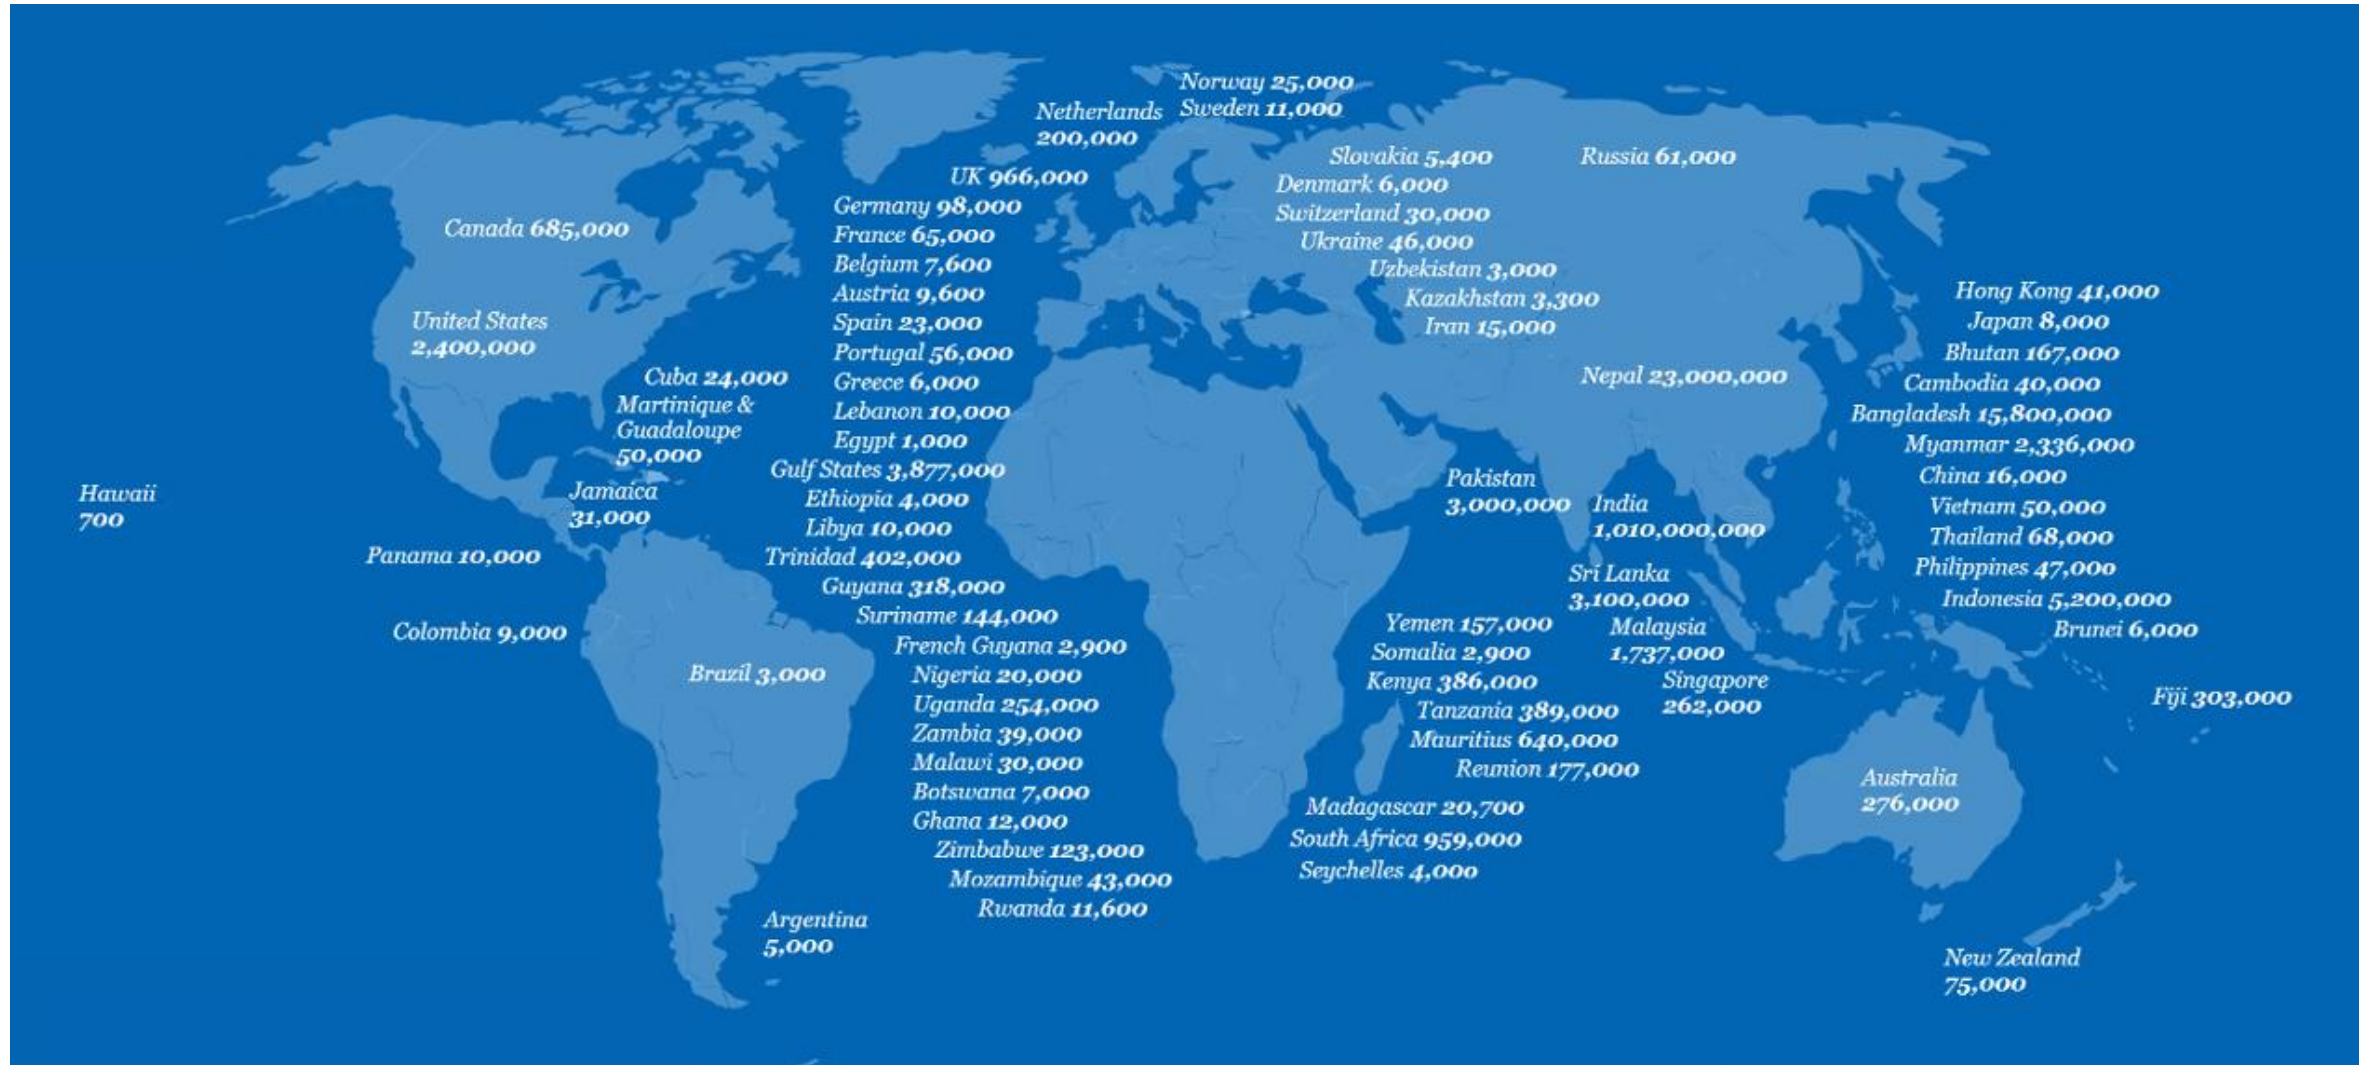 Norway 25,000
Sweden 11,000
Netherlands
200,000
UK 966,000
Germany 98,000
France 65,000
Belgium 7,600
Austria 9,600
Spain 23,000
Portugal 56,000
Greece 6,000
Lebanon 10,000
Egypt 1,000
Gulf States 3,877,000
Ethiopia 4,000
Libya 10,000
Trinidad 402,000
Guyana 318,000
Suriname 144,000
French Guyana 2,900
Nigeria 20,000
Uganda 254,000
Zambia 39,000
Malawi 30,000
Botswana 7,000
Ghana 12,000
Zimbabwe 123,000
Mozambique 43,000
Rwanda 11,600
Canada 685,000
United States
2,400,000
Cuba 24,000
Martinique &
Guadaloupe
50,000
Jamaica
31,000
Hawaii
700
Panama 10,000
Colombia 9,000
Brazil 3,000
Argentina
5,000
Slovakia 5,400
Denmark 6,000
Switzerland 30,000
Ukraine 46,000
Uzbekistan 3,000
Kazakhstan 3,300
Iran 15,000
Russia 61,000
Nepal 23,000,000
Pakistan
3,000,000
India
1,010,000,000
Sri Lanka
3,100,000
Malaysia
1,737,000
Singapore
262,000
Yemen 157,000
Somalia 2,900
Kenya 386,000
Tanzania 389,000
Mauritius 640,000
Reunion 177,000
Madagascar 20,700
South Africa 959,000
Seychelles 4,000
Hong Kong 41,000
Japan 8,000
Bhutan 167,000
Cambodia 40,000
Bangladesh 15,800,000
Myanmar 2,336,000
China 16,000
Vietnam 50,000
Thailand 68,000
Philippines 47,000
Indonesia 5,200,000
Brunei 6,000
Fiji 303,000
Australia
276,000
New Zealand
75,000